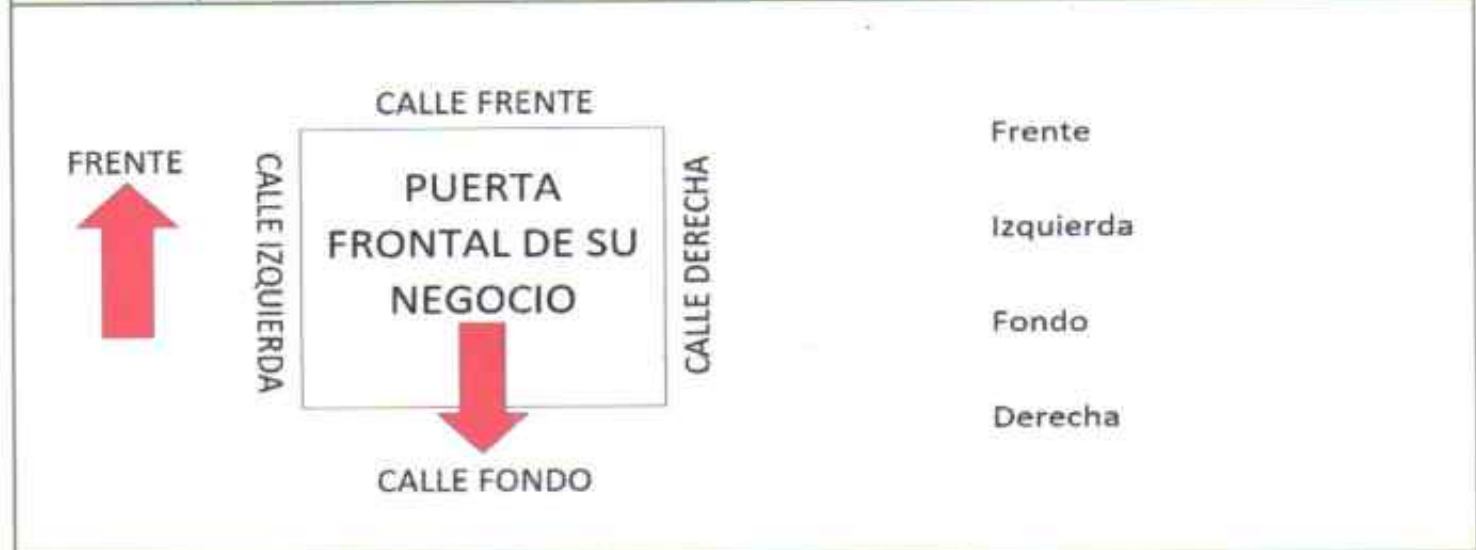 CALLE FRENTE
FRENTE
CALLE IZQUIERDA
PUERTA
FRONTAL DE SU
NEGOCIO
CALLE DERECHA
CALLE FONDO
Frente
Izquierda
Fondo
Derecha